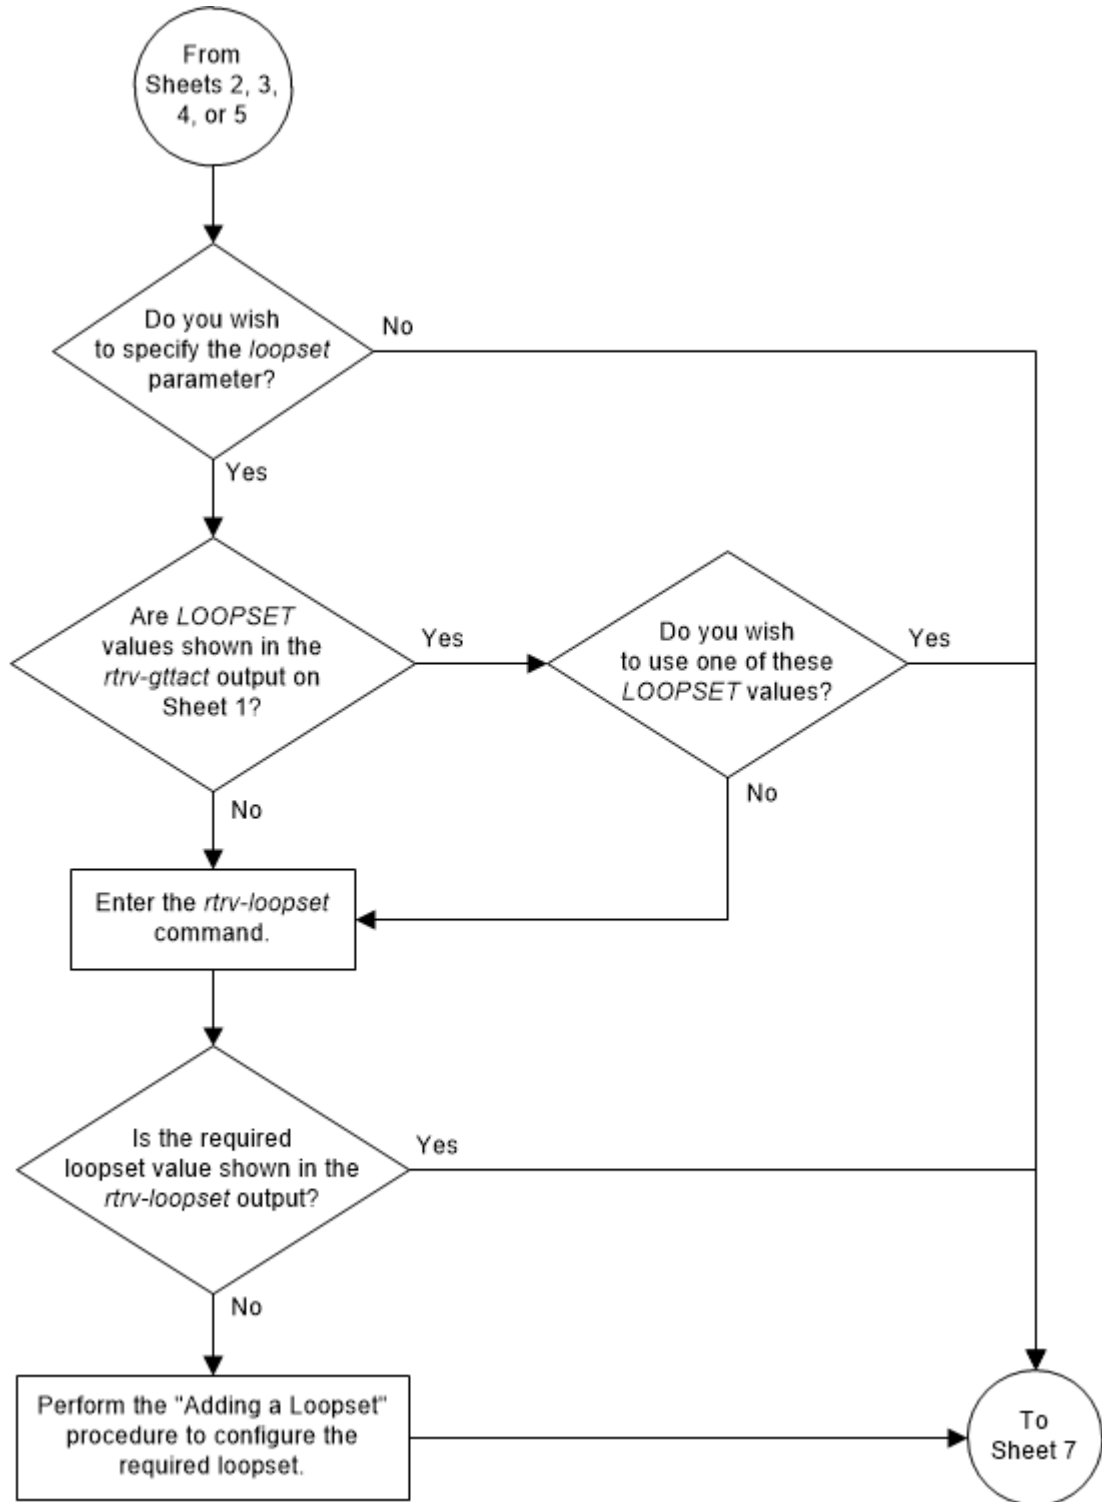 From
Sheets 2, 3,
4, or 5
Do you wish
to specify the loopset
parameter?
No
Yes
Are LOOPSET
values shown in the
rtrv-gttact output on
Sheet 1?
Yes
Do you wish
to use one of these
LOOPSET values?
Yes
No
No
Enter the rtrv-loopset
command.
Is the required
loopset value shown in the
rtrv-loopset output?
Yes
No
Perform the "Adding a Loopset"
procedure to configure the
required loopset.
To
Sheet 7